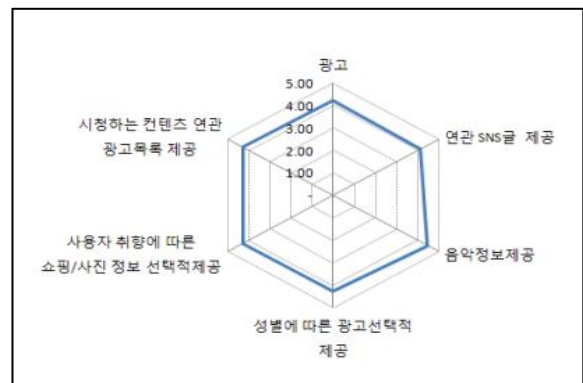 광고
5.00
4.00
3.00
2.00
1.00
-
연관 SNS글 제공
음악정보제공
성별에 따른 광고선택적
제공
사용자 취향에 따른
쇼핑/사진 정보 선택적제공
시청하는 컨텐츠 연관
광고목록 제공